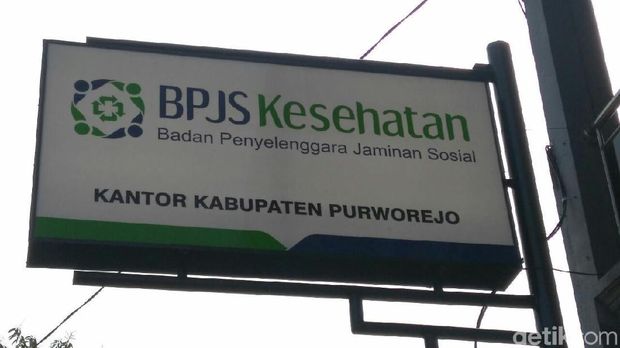 BPJS Kesehatan
Badan Penyelenggara Jaminan Sosial
KANTOR KABUPATEN PURWOREJO
detikcom